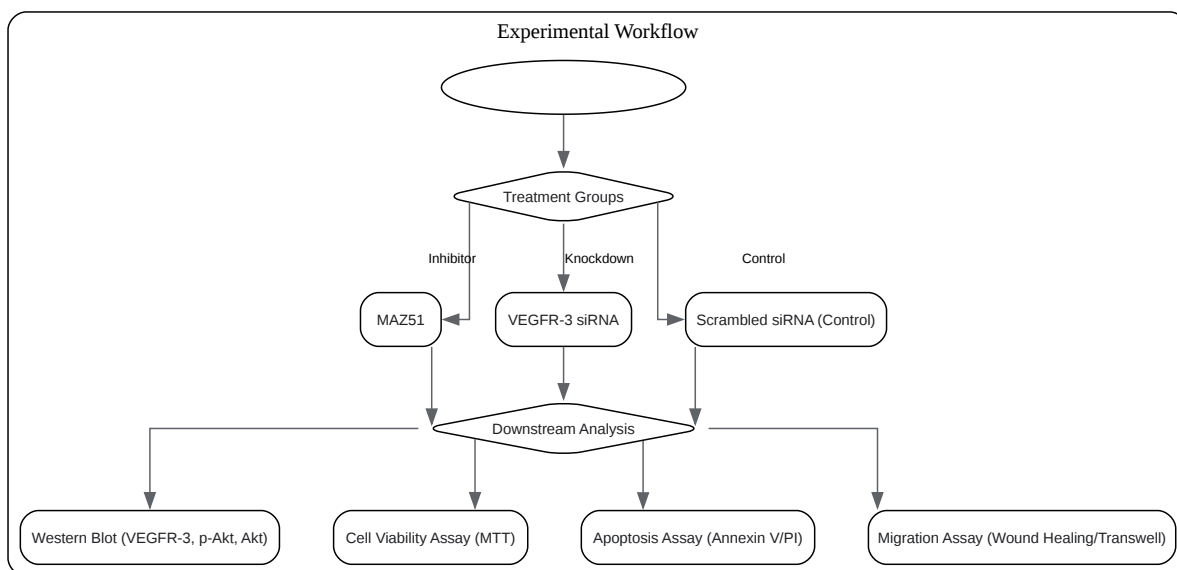 Experimental Workflow
Treatment Groups
Inhibitor
Knockdown
Control
MAZ51
VEGFR-3 siRNA
Scrambled siRNA (Control)
Downstream Analysis
Western Blot (VEGFR-3, p-Akt, Akt)
Cell Viability Assay (MTT)
Apoptosis Assay (Annexin V/PI)
Migration Assay (Wound Healing/Transwell)